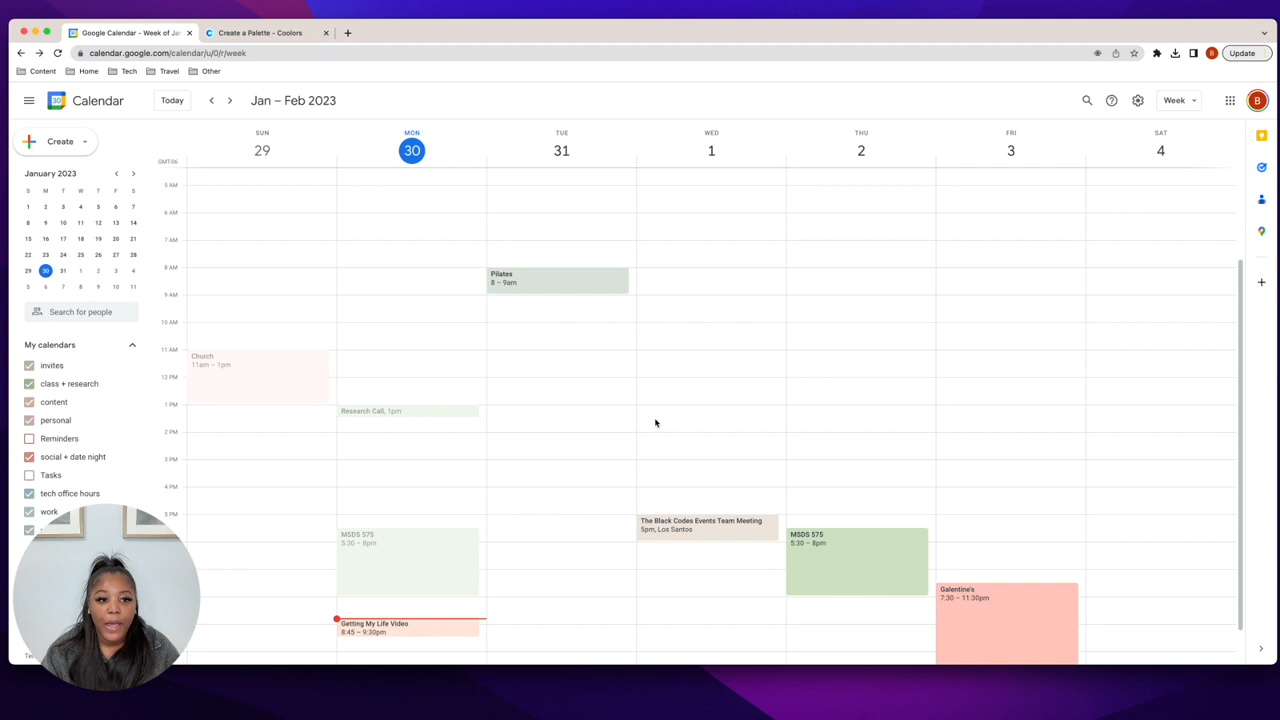 Google Calendar - Week of Jan
Create a Palette - Coolors
calendar.google.com/calendar/u/0/r/week
B
Update
Content
Home
Tech
Travel
Other
30
Calendar
Today
Jan – Feb 2023
Week
B
Create
SUN
MON
TUE
WED
THU
FRI
SAT
29
30
31
1
2
3
4
GMT-06
January 2023
S M T W T F S
1 2 3 4 5 6 7
8 9 10 11 12 13 14
15 16 17 18 19 20 21
22 23 24 25 26 27 28
29 30 31 1 2 3 4
5 6 7 8 9 10 11
Search for people
My calendars
invites
class + research
content
personal
Reminders
social + date night
Tasks
tech office hours
work
5 AM
6 AM
7 AM
8 AM
9 AM
10 AM
11 AM
12 PM
1 PM
2 PM
3 PM
4 PM
5 PM
Pilates
8 – 9am
Church
11am – 1pm
Research Call, 1pm
The Black Codes Events Team Meeting
5pm, Los Santos
MSDS 575
5:30 – 8pm
MSDS 575
5:30 – 8pm
Galentine's
7:30 – 11:30pm
Getting My Life Video
8:45 – 9:30pm